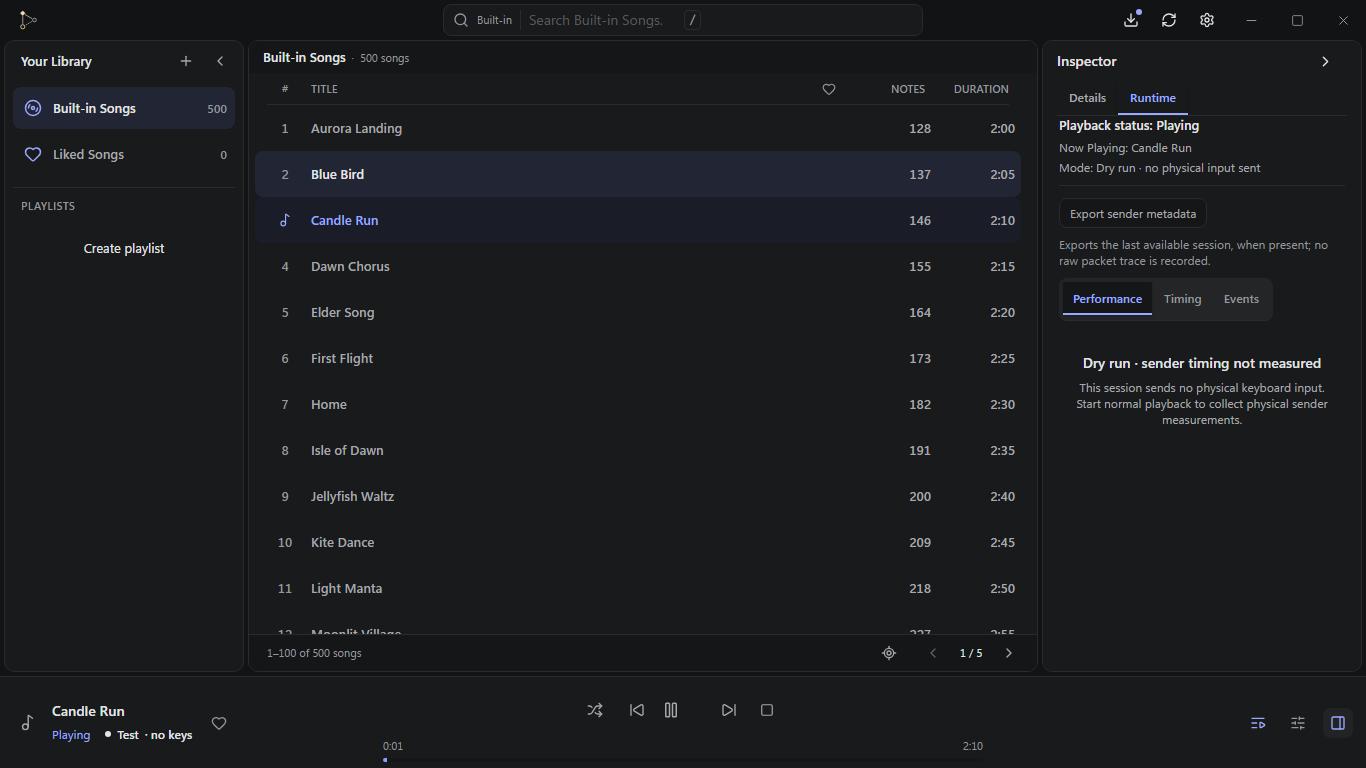 Built-in
Search Built-in Songs.
/
Your Library
Built-in Songs
500
Liked Songs
0
PLAYLISTS
Create playlist
Built-in Songs · 500 songs
# TITLE NOTES DURATION
1 Aurora Landing 128 2:00
2 Blue Bird 137 2:05
Candle Run 146 2:10
4 Dawn Chorus 155 2:15
5 Elder Song 164 2:20
6 First Flight 173 2:25
7 Home 182 2:30
8 Isle of Dawn 191 2:35
9 Jellyfish Waltz 200 2:40
10 Kite Dance 209 2:45
11 Light Manta 218 2:50
12 Moonlit Village 227 2:55
1–100 of 500 songs
1 / 5
Inspector
Details Runtime
Playback status: Playing
Now Playing: Candle Run
Mode: Dry run · no physical input sent
Export sender metadata
Exports the last available session, when present; no
raw packet trace is recorded.
Performance Timing Events
Dry run · sender timing not measured
This session sends no physical keyboard input.
Start normal playback to collect physical sender
measurements.
Candle Run
Playing ● Test · no keys
0:01
2:10